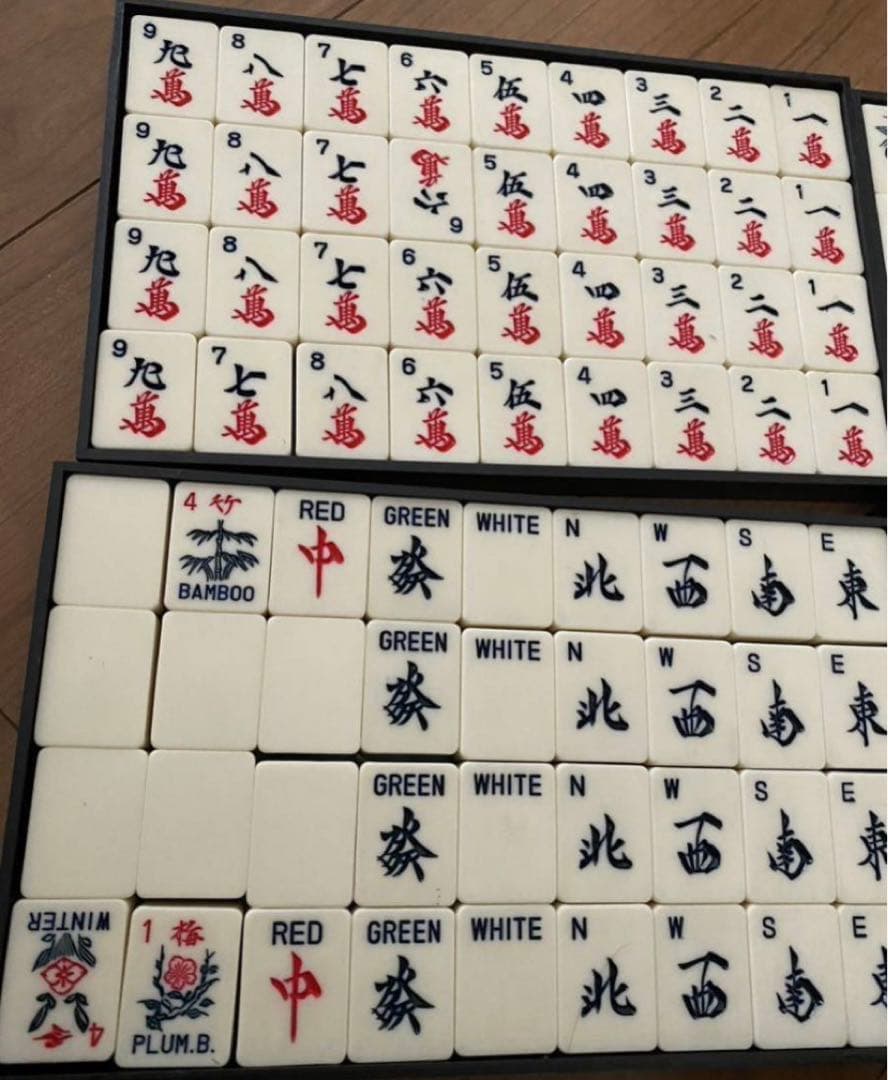 9 8 7 6 5 4 3 2 1
九 八 七 六 伍 四 三 二 一
萬 萬 萬 萬 萬 萬 萬 萬 萬
9 8 7 6 5 4 3 2 1
九 八 七 六 伍 四 三 二 一
萬 萬 萬 萬 萬 萬 萬 萬 萬
9 8 7 6 5 4 3 2 1
九 八 七 六 伍 四 三 二 一
萬 萬 萬 萬 萬 萬 萬 萬 萬
9 7 8 6 5 4 3 2 1
九 七 八 六 伍 四 三 二 一
萬 萬 萬 萬 萬 萬 萬 萬 萬
4 竹 RED GREEN WHITE N W S E
中 發 北 西 南 東
BAMBOO
GREEN WHITE N W S E
發 北 西 南 東
GREEN WHITE N W S E
發 北 西 南 東
WINTER 1 梅 RED GREEN WHITE N W S E
中 發 北 西 南
4 PLUM.B.